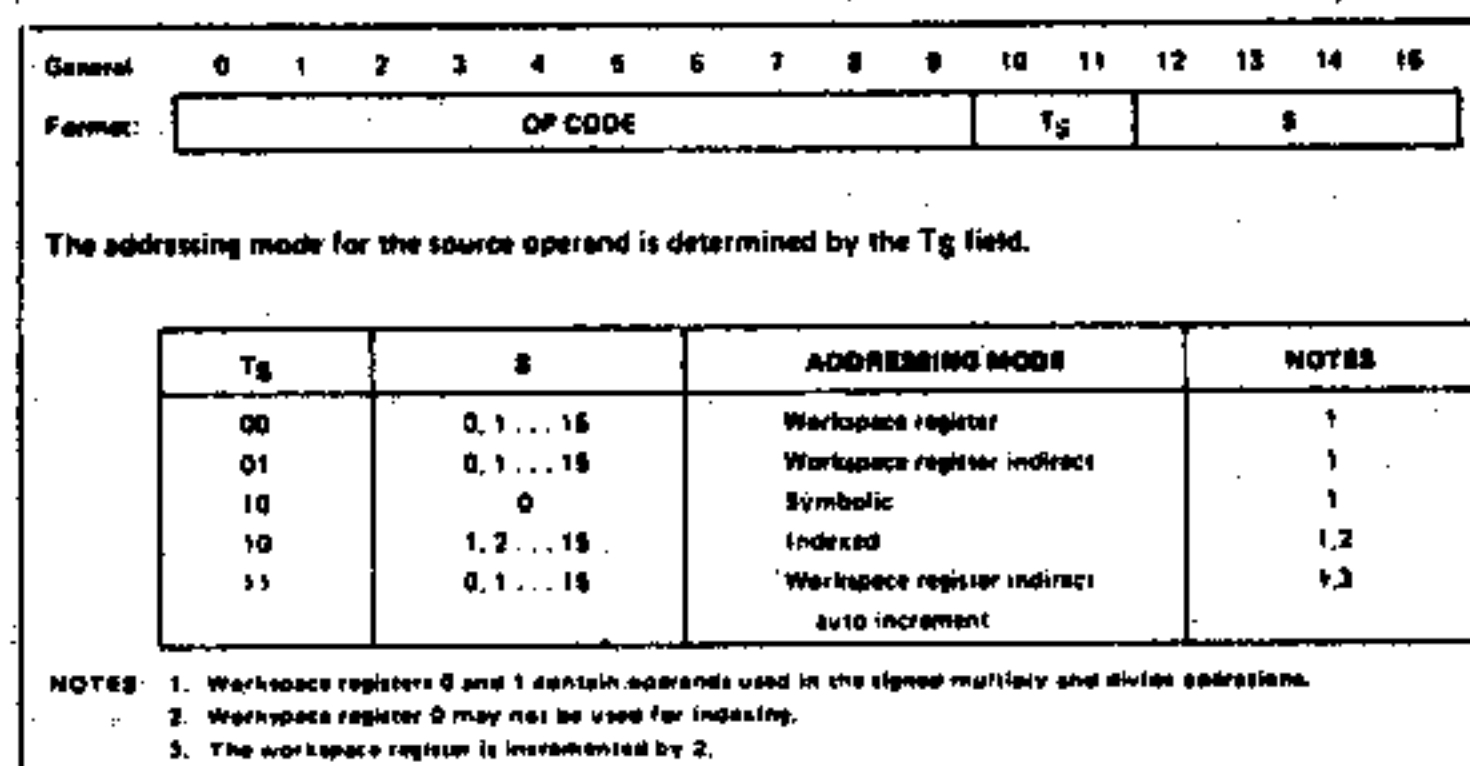 General 0 1 2 3 4 5 6 7 8 9 10 11 12 13 14 15
Format: OP CODE TS S
The addressing mode for the source operand is determined by the TS field.
TS S ADDRESSING MODE NOTES
00 0, 1 . . . 15 Workspace register 1
01 0, 1 . . . 15 Workspace register indirect 1
10 0 Symbolic 1
10 1, 2 . . . 15 Indexed 1,2
11 0, 1 . . . 15 Workspace register indirect 1,3
auto increment
NOTES: 1. Workspace registers 0 and 1 contain operands used in the signed multiply and divide operations.
2. Workspace register 0 may not be used for indexing.
3. The workspace register is incremented by 2.